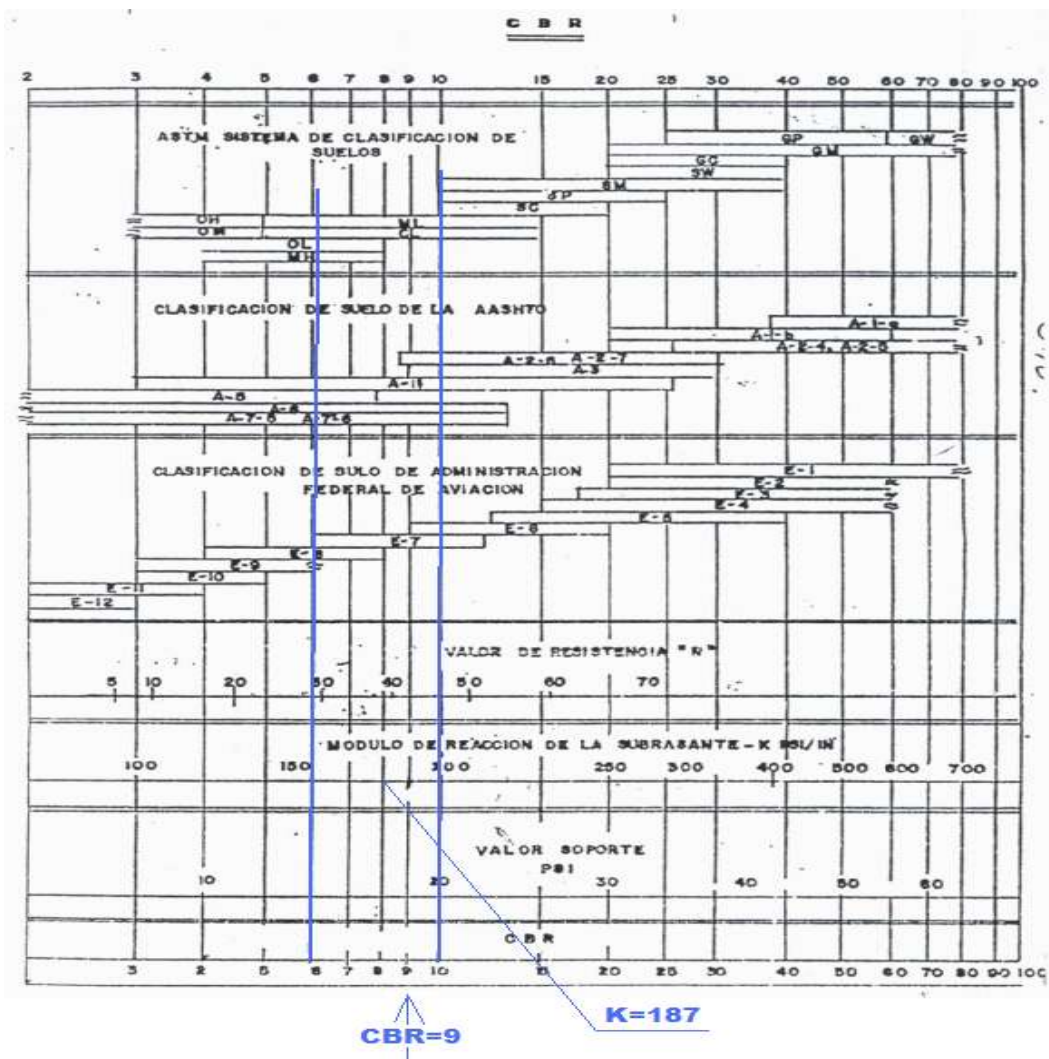 C B R
2 3 4 5 6 7 8 9 10 15 20 25 30 40 50 60 70 80 90 100
ASTM SISTEMA DE CLASIFICACION DE
SUELOS
GP GW
GM
GC
SW
SM
SP
SC
OH ML
OM CL
OL
MH
CLASIFICACION DE SUELO DE LA AASHTO
A-1-a
A-1-b
A-2-4, A-2-5
A-2-6, A-2-7
A-3
A-5
A-6
A-7-5 A-7-6
CLASIFICACION DE SULO DE ADMINISTRACION
FEDERAL DE AVIACIÓN
E-1
E-2
E-3
E-4
E-5
E-6
E-7
E-8
E-9
E-10
E-11
E-12
VALOR DE RESISTENCIA "R"
5 10 20 30 40 50 60 70
MODULO DE REACCION DE LA SUBRASANTE - K PSI/IN
100 150 200 250 300 400 500 600 700
VALOR SOPORTE
PSI
10 20 30 40 50 60
C B R
3 2 5 6 7 8 9 10 15 20 25 30 40 50 60 70 80 90 100
K=187
CBR=9